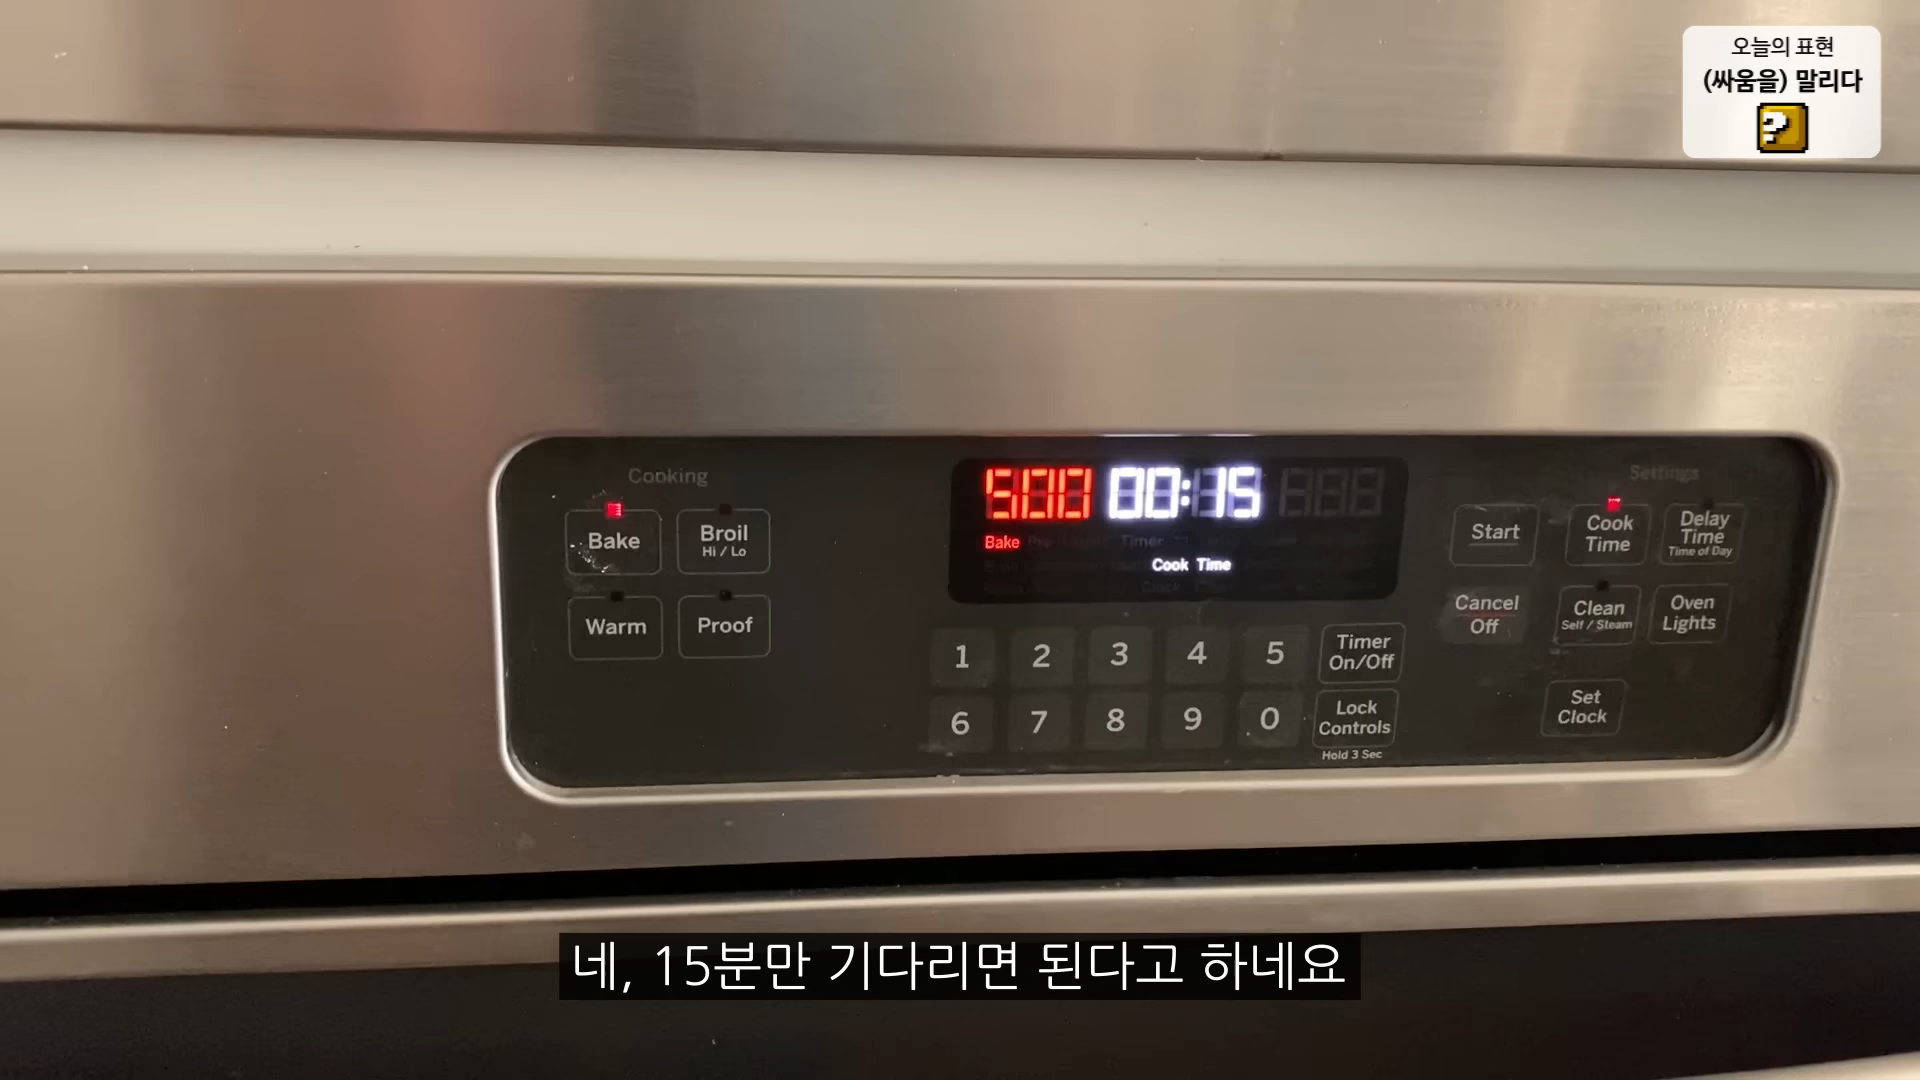 오늘의 표현
(싸움을) 말리다
Cooking
Bake
Broil
Hi / Lo
Warm
Proof
500 00:15
Bake
Timer
Cook Time
1 2 3 4 5
6 7 8 9 0
Timer
On/Off
Lock
Controls
Hold 3 Sec
Settings
Start
Cook
Time
Delay
Time
Time of Day
Cancel
Off
Clean
Self / Steam
Oven
Lights
Set
Clock
네, 15분만 기다리면 된다고 하네요